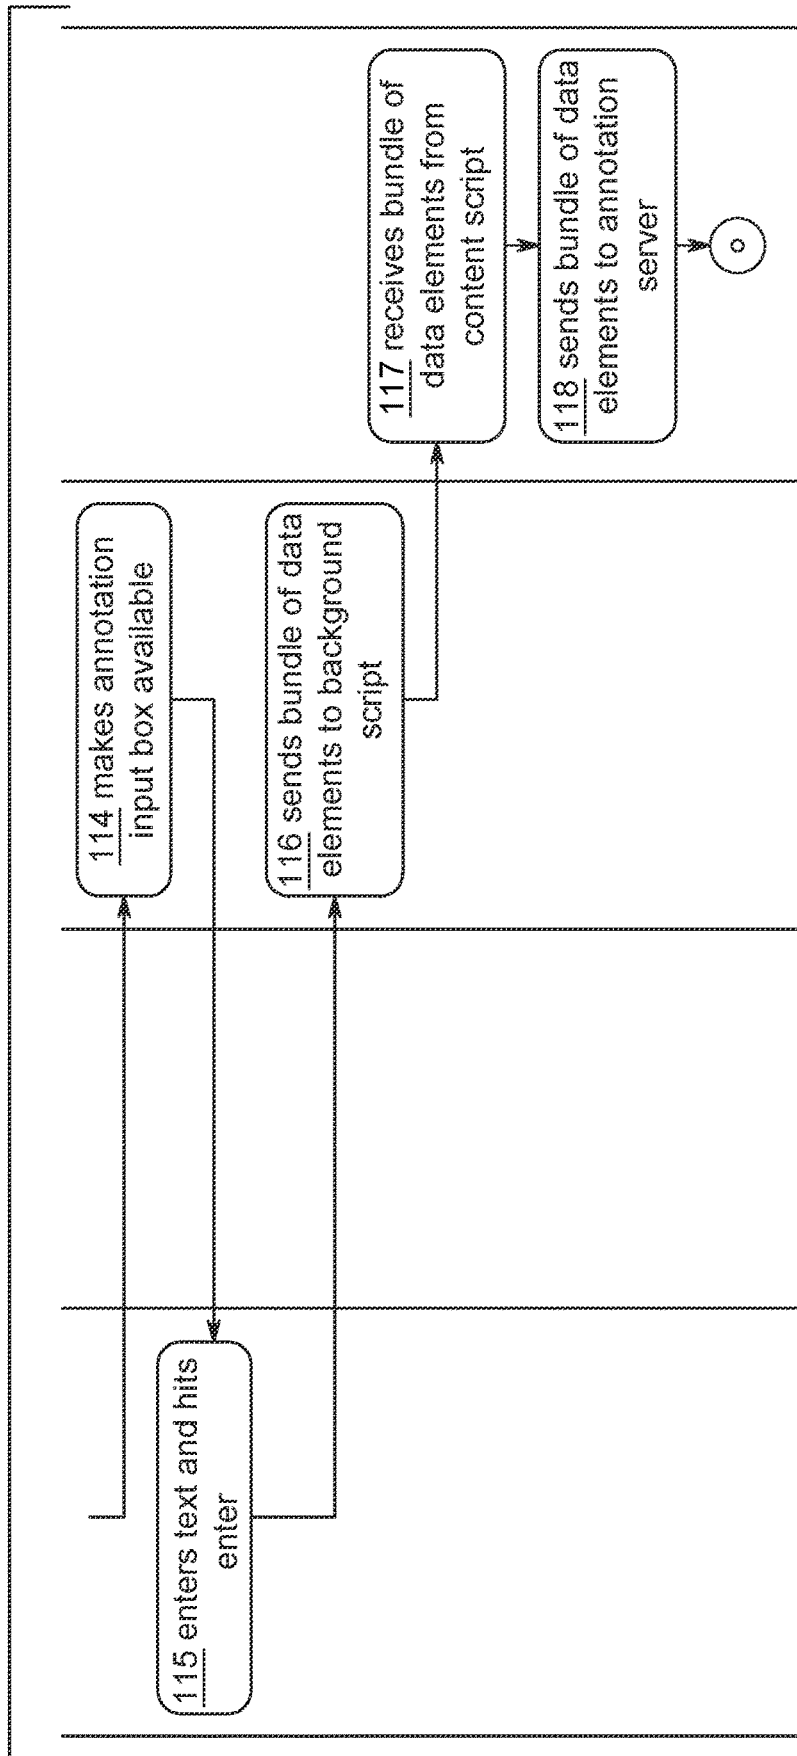 114 makes annotation
input box available
115 enters text and hits
enter
116 sends bundle of data
elements to background
script
117 receives bundle of
data elements from
content script
118 sends bundle of data
elements to annotation
server